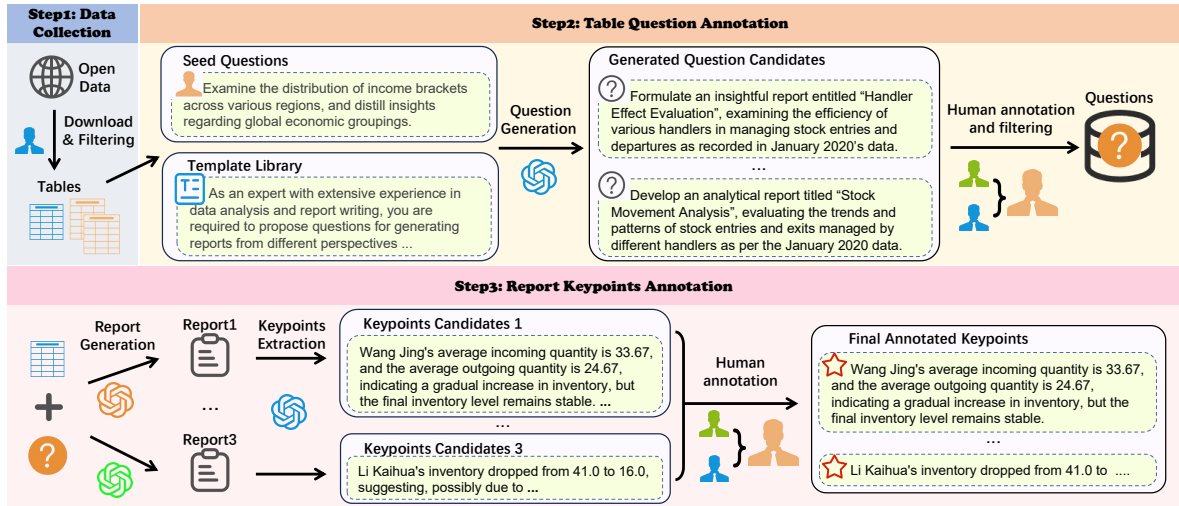 Step1: Data
Collection
Open
Data
Download
& Filtering
Tables
Step2: Table Question Annotation
Seed Questions
Examine the distribution of income brackets
across various regions, and distill insights
regarding global economic groupings.
Template Library
As an expert with extensive experience in
data analysis and report writing, you are
required to propose questions for generating
reports from different perspectives ...
Question
Generation
Generated Question Candidates
Formulate an insightful report entitled “Handler
Effect Evaluation”, examining the efficiency of
various handlers in managing stock entries and
departures as recorded in January 2020’s data.
...
Develop an analytical report titled “Stock
Movement Analysis”, evaluating the trends and
patterns of stock entries and exits managed by
different handlers as per the January 2020 data.
Human annotation
and filtering
Questions
Step3: Report Keypoints Annotation
Report
Generation
Report1
...
Report3
Keypoints
Extraction
Keypoints Candidates 1
Wang Jing's average incoming quantity is 33.67,
and the average outgoing quantity is 24.67,
indicating a gradual increase in inventory, but
the final inventory level remains stable. ...
...
Keypoints Candidates 3
Li Kaihua's inventory dropped from 41.0 to 16.0,
suggesting, possibly due to ...
Human
annotation
Final Annotated Keypoints
Wang Jing's average incoming quantity is 33.67,
and the average outgoing quantity is 24.67,
indicating a gradual increase in inventory, but the
final inventory level remains stable.
...
Li Kaihua's inventory dropped from 41.0 to ....